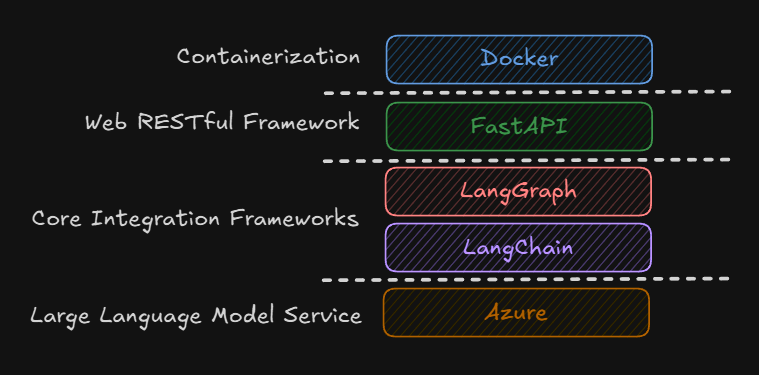 Containerization
Docker
Web RESTful Framework
FastAPI
Core Integration Frameworks
LangGraph
LangChain
Large Language Model Service
Azure